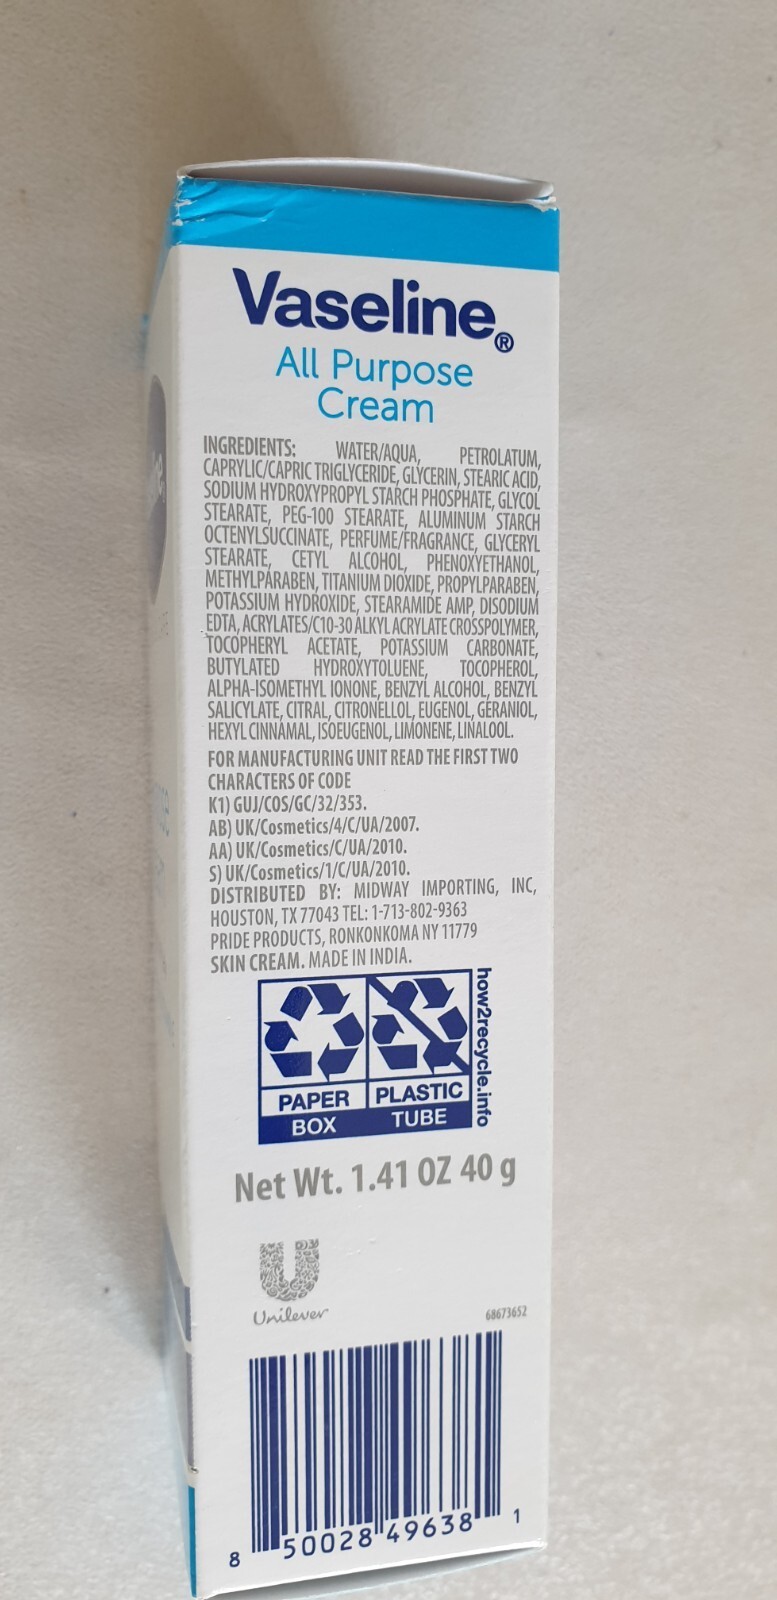 Vaseline®
All Purpose
Cream
INGREDIENTS: WATER/AQUA, PETROLATUM,
CAPRYLIC/CAPRIC TRIGLYCERIDE, GLYCERIN, STEARIC ACID,
SODIUM HYDROXYPROPYL STARCH PHOSPHATE, GLYCOL
STEARATE, PEG-100 STEARATE, ALUMINUM STARCH
OCTENYLSUCCINATE, PERFUME/FRAGRANCE, GLYCERYL
STEARATE, CETYL ALCOHOL, PHENOXYETHANOL,
METHYLPARABEN, TITANIUM DIOXIDE, PROPYLPARABEN,
POTASSIUM HYDROXIDE, STEARAMIDE AMP, DISODIUM
EDTA, ACRYLATES/C10-30 ALKYL ACRYLATE CROSSPOLYMER,
TOCOPHERYL ACETATE, POTASSIUM CARBONATE,
BUTYLATED HYDROXYTOLUENE, TOCOPHEROL,
ALPHA-ISOMETHYL IONONE, BENZYL ALCOHOL, BENZYL
SALICYLATE, CITRAL, CITRONELLOL, EUGENOL, GERANIOL,
HEXYL CINNAMAL, ISOEUGENOL, LIMONENE, LINALOOL.
FOR MANUFACTURING UNIT READ THE FIRST TWO
CHARACTERS OF CODE
K1) GUJ/COS/GC/32/353.
AB) UK/Cosmetics/4/C/UA/2007.
AA) UK/Cosmetics/C/UA/2010.
S) UK/Cosmetics/1/C/UA/2010.
DISTRIBUTED BY: MIDWAY IMPORTING, INC,
HOUSTON, TX 77043 TEL: 1-713-802-9363
PRIDE PRODUCTS, RONKONKOMA NY 11779
SKIN CREAM. MADE IN INDIA.
PAPER PLASTIC
BOX TUBE
how2recycle.info
Net Wt. 1.41 OZ 40 g
Unilever
68673652
8 50028 49638 1